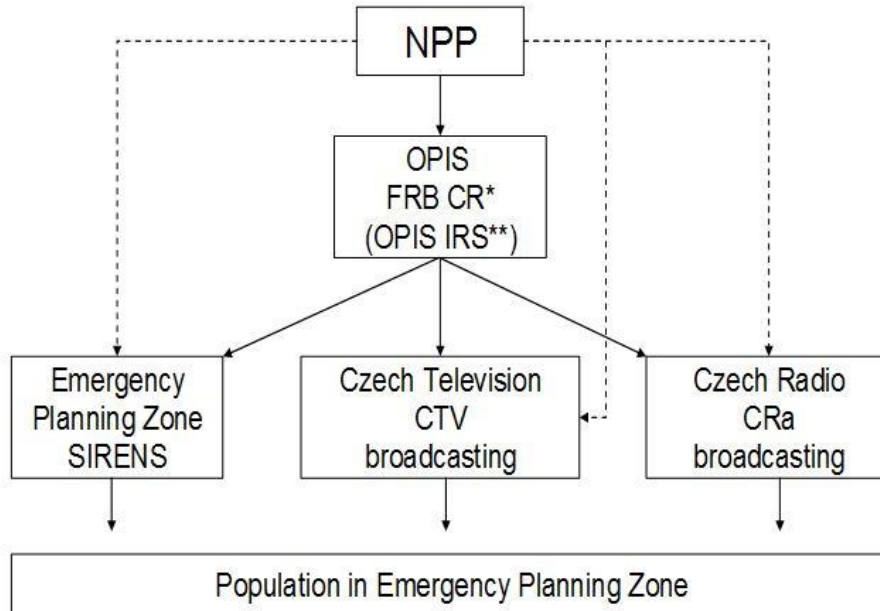 NPP
OPIS
FRB CR*
(OPIS IRS**)
Emergency
Planning Zone
SIRENS
Czech Television
CTV
broadcasting
Czech Radio
CRa
broadcasting
Population in Emergency Planning Zone